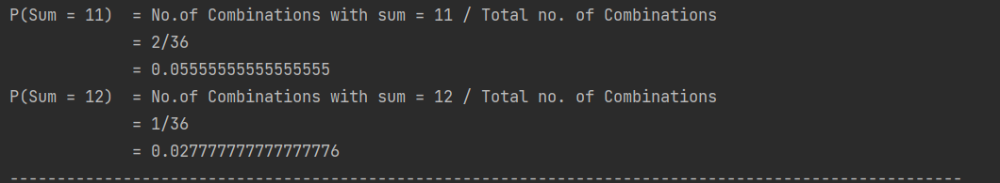 P(Sum = 11)  = No.of Combinations with sum = 11 / Total no. of Combinations
             = 2/36
             = 0.05555555555555555
P(Sum = 12)  = No.of Combinations with sum = 12 / Total no. of Combinations
             = 1/36
             = 0.027777777777777776
-----------------------------------------------------------------------------------------------------